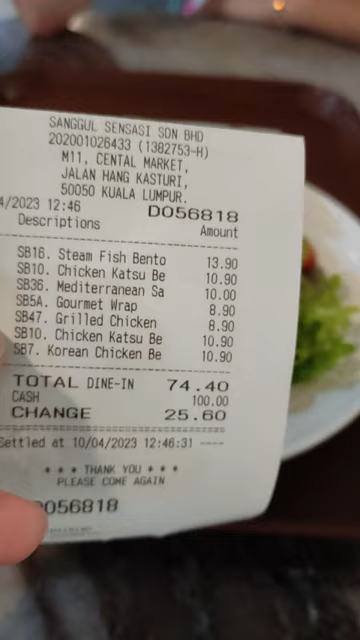 SANGGUL SENSASI SDN BHD
202001026433 (1382753-H)
M11, CENTAL MARKET,
JALAN HANG KASTURI,
50050 KUALA LUMPUR.
4/2023 12:46 DO56818
Descriptions Amount
SB16. Steam Fish Bento 13.90
SB10. Chicken Katsu Be 10.90
SB36. Mediterranean Sa 10.00
SB5A. Gourmet Wrap 8.90
SB47. Grilled Chicken 8.90
SB10. Chicken Katsu Be 10.90
SB7. Korean Chicken Be 10.90
TOTAL DINE-IN 74.40
CASH 100.00
CHANGE 25.60
Settled at 10/04/2023 12:46:31 ----
* * * THANK YOU * * *
PLEASE COME AGAIN
O56818